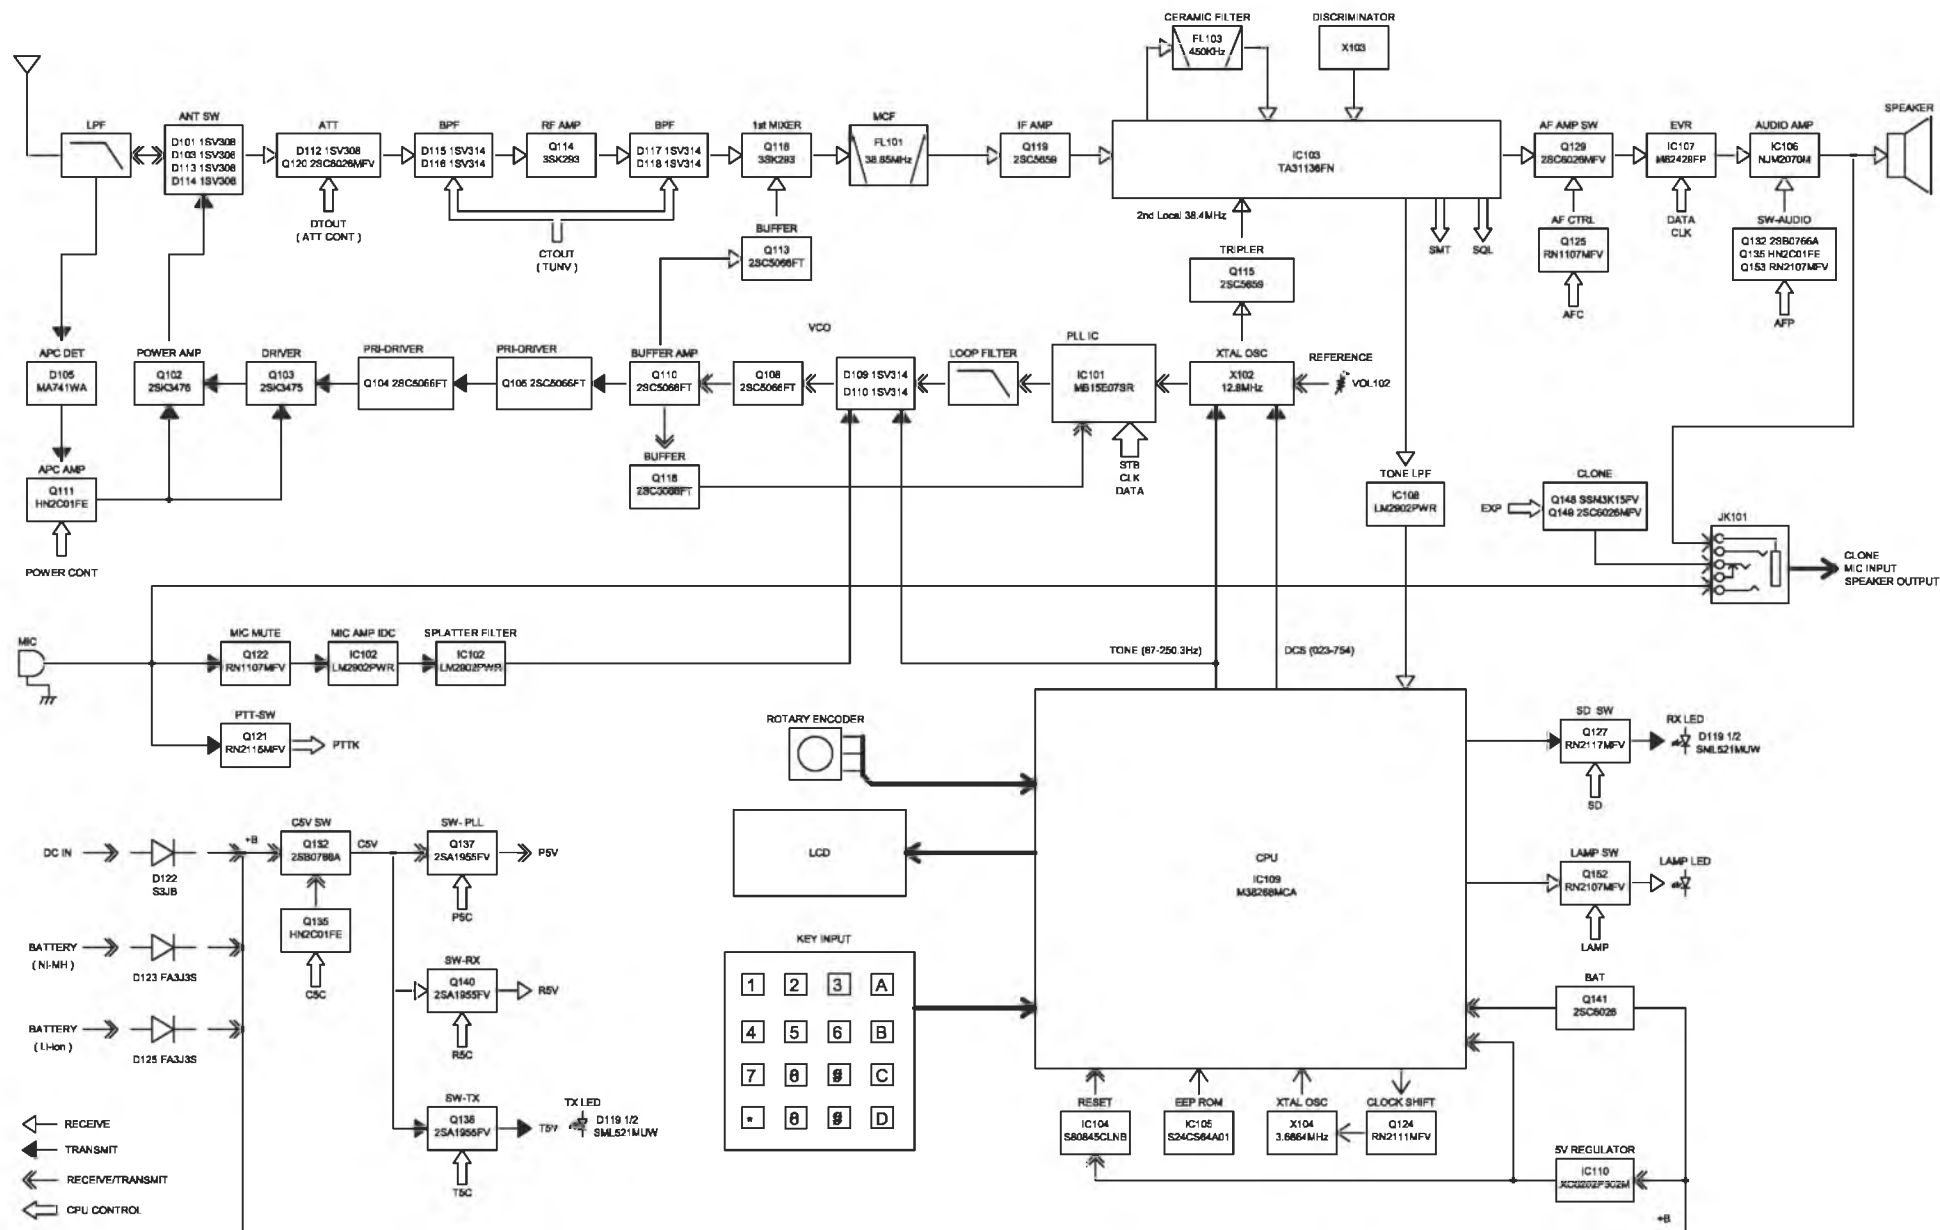 CERAMIC FILTER
FL103
450KHz
DISCRIMINATOR
X103
LPF
ANT SW
D101 1SV308
D103 1SV308
D113 1SV308
D114 1SV308
ATT
D112 1SV308
Q120 2SC6026MFV
DTOUT
( ATT CONT )
BPF
D115 1SV314
D116 1SV314
RF AMP
Q114
3SK293
BPF
D117 1SV314
D118 1SV314
CTOUT
( TUNV )
1st MIXER
Q116
3SK293
BUFFER
Q113
2SC5066FT
MCF
FL101
38.85MHz
IF AMP
Q119
2SC5659
IC103
TA31136FN
2nd Local 38.4MHz
SMT
SQL
AF AMP SW
Q129
2SC6026MFV
AF CTRL
Q125
RN1107MFV
AFC
EVR
IC107
M62429FP
DATA
CLK
AUDIO AMP
IC106
NJM2070M
SW-AUDIO
Q132 2SB0766A
Q135 HN2C01FE
Q153 RN2107MFV
AFP
SPEAKER
TRIPLER
Q115
2SC5659
APC DET
D105
MA741WA
POWER AMP
Q102
2SK3476
DRIVER
Q103
2SK3475
PRI-DRIVER
Q104 2SC5066FT
PRI-DRIVER
Q105 2SC5066FT
BUFFER AMP
Q110
2SC5066FT
VCO
Q108
2SC5066FT
D109 1SV314
D110 1SV314
LOOP FILTER
PLL IC
IC101
MB15E07SR
STB
CLK
DATA
XTAL OSC
X102
12.8MHz
REFERENCE
VOL102
BUFFER
Q118
2SC5066FT
APC AMP
Q111
HN2C01FE
POWER CONT
TONE LPF
IC108
LM2902PWR
CLONE
Q148 SSM3K15FV
Q149 2SC6026MFV
EXP
JK101
CLONE
MIC INPUT
SPEAKER OUTPUT
MIC
MIC MUTE
Q122
RN1107MFV
MIC AMP IDC
IC102
LM2902PWR
SPLATTER FILTER
IC102
LM2902PWR
TONE (67-250.3Hz)
DCS (023-754)
PTT-SW
Q121
RN2115MFV
PTTK
ROTARY ENCODER
LCD
CPU
IC109
M38268MCA
SD SW
Q127
RN2117MFV
SD
RX LED
D119 1/2
SML521MUW
LAMP SW
Q152
RN2107MFV
LAMP
LAMP LED
DC IN
D122
S3JB
+B
C5V SW
Q132
2SB0766A
C5V
Q135
HN2C01FE
C5C
SW- PLL
Q137
2SA1955FV
P5V
P5C
BATTERY
( NI-MH )
D123 FA3J3S
SW-RX
Q140
2SA1955FV
R5V
R5C
BATTERY
( Li-Ion )
D125 FA3J3S
SW-TX
Q138
2SA1955FV
T5V
T5C
TX LED
D119 1/2
SML521MUW
KEY INPUT
1 2 3 A
4 5 6 B
7 C
* D
BAT
Q141
2SC6026
RESET
IC104
S80845CLNB
EEP ROM
IC105
S24CS64A01
XTAL OSC
X104
3.6864MHz
CLOCK SHIFT
Q124
RN2111MFV
5V REGULATOR
IC110
+B
RECEIVE
TRANSMIT
RECEIVE/TRANSMIT
CPU CONTROL